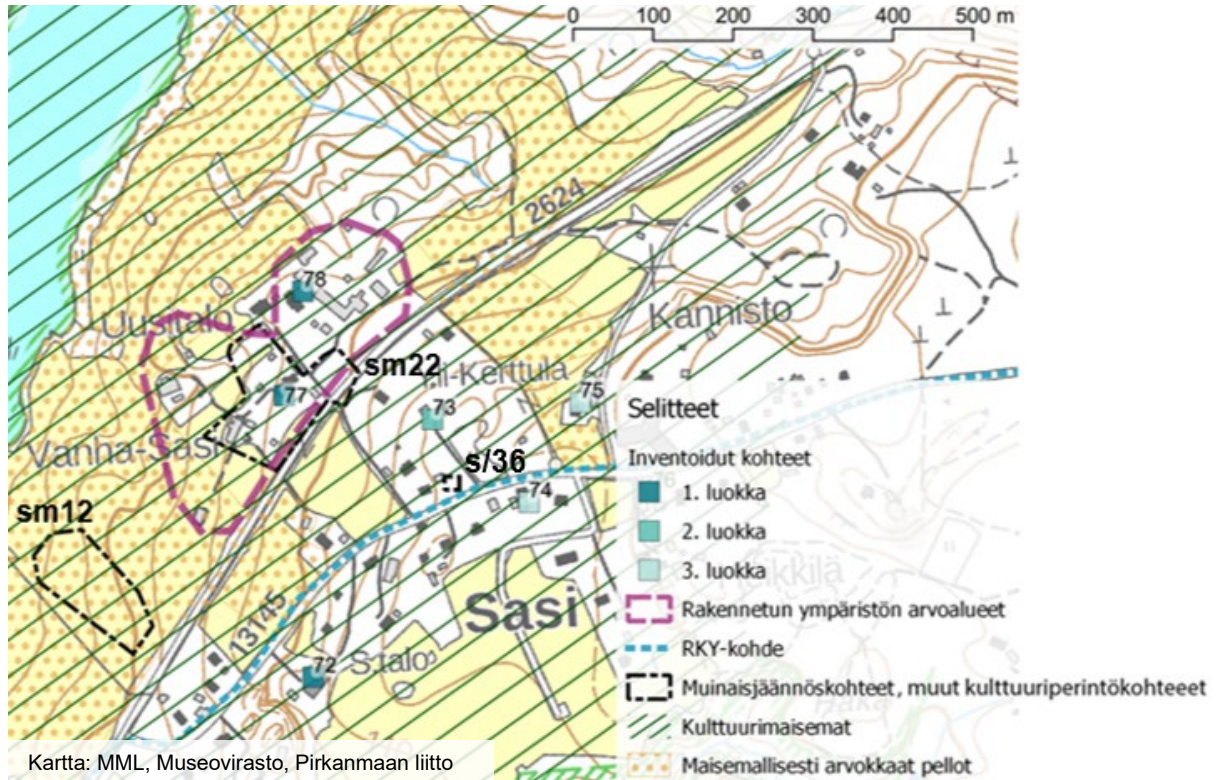 0 100 200 300 400 500 m
2624
78
Uusitalo
Kannisto
sm22
77
73
75
Selitteet
Vanha-Sasi
s/36
Inventoidut kohteet
74
1. luokka
sm12
2. luokka
3. luokka
Sasi
13145
Rakennetun ympäristön arvoalueet
RKY-kohde
72
S.talo
Muinaisjäännöskohteet, muut kulttuuriperintökohteeet
Kulttuurimaisemat
Kartta: MML, Museovirasto, Pirkanmaan liitto
Maisemallisesti arvokkaat pellot